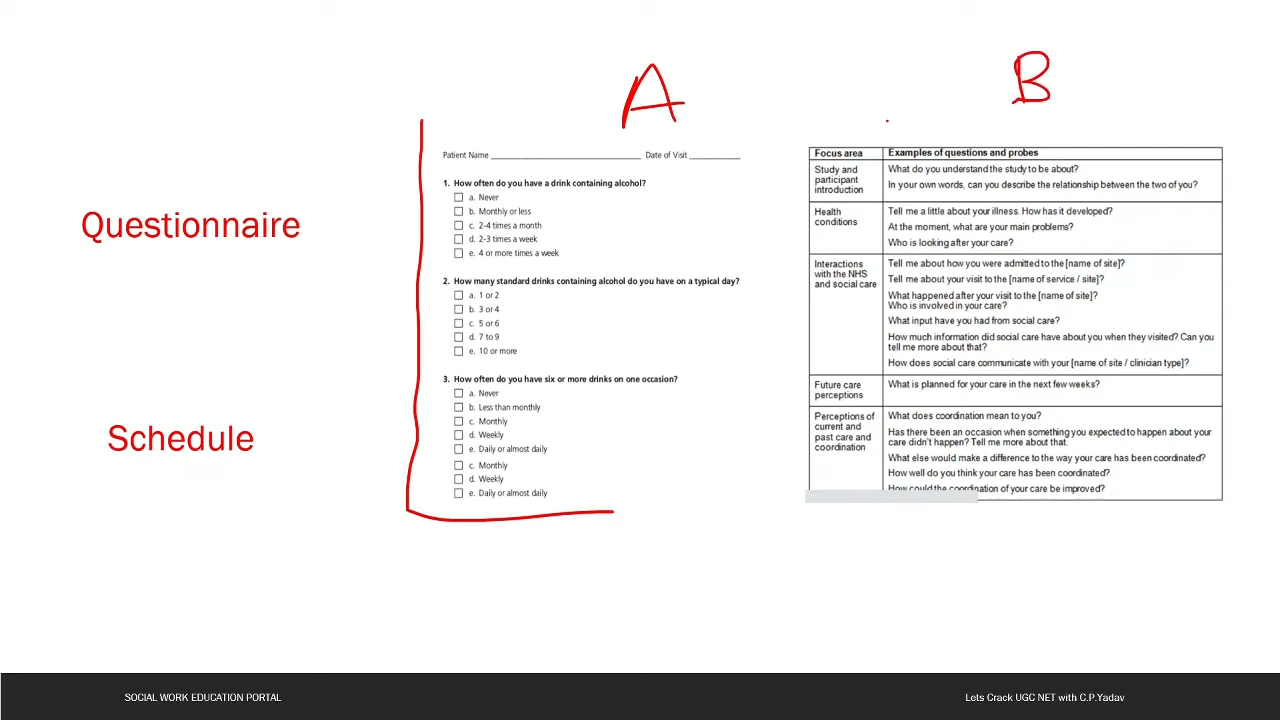 A
B
Questionnaire
Schedule
Patient Name ______ Date of Visit ______
1. How often do you have a drink containing alcohol?
a. Never
b. Monthly or less
c. 2-4 times a month
d. 2-3 times a week
e. 4 or more times a week
2. How many standard drinks containing alcohol do you have on a typical day?
a. 1 or 2
b. 3 or 4
c. 5 or 6
d. 7 to 9
e. 10 or more
3. How often do you have six or more drinks on one occasion?
a. Never
b. Less than monthly
c. Monthly
d. Weekly
e. Daily or almost daily
c. Monthly
d. Weekly
e. Daily or almost daily
Focus area
Examples of questions and probes
Study and
participant
introduction
What do you understand the study to be about?
In your own words, can you describe the relationship between the two of you?
Health
conditions
Tell me a little about your illness. How has it developed?
At the moment, what are your main problems?
Who is looking after your care?
Interactions
with the NHS
and social care
Tell me about how you were admitted to the [name of site]?
Tell me about your visit to the [name of service / site]?
What happened after your visit to the [name of site]?
Who is involved in your care?
What input have you had from social care?
How much information did social care have about you when they visited? Can you
tell me more about that?
How does social care communicate with your [name of site / clinician type]?
Future care
perceptions
What is planned for your care in the next few weeks?
Perceptions of
current and
past care and
coordination
What does coordination mean to you?
Has there been an occasion when something you expected to happen about your
care didn't happen? Tell me more about that.
What else would make a difference to the way your care has been coordinated?
How well do you think your care has been coordinated?
How could the coordination of your care be improved?
SOCIAL WORK EDUCATION PORTAL
Lets Crack UGC NET with C.P.Yadav